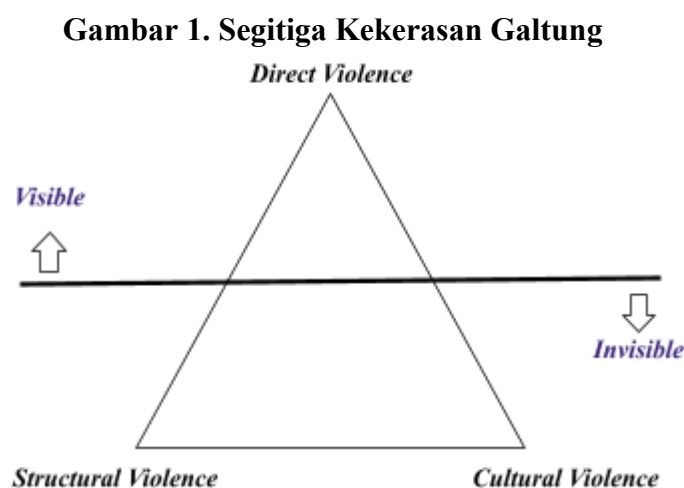 Gambar 1. Segitiga Kekerasan Galtung
Direct Violence
Visible
Invisible
Structural Violence
Cultural Violence